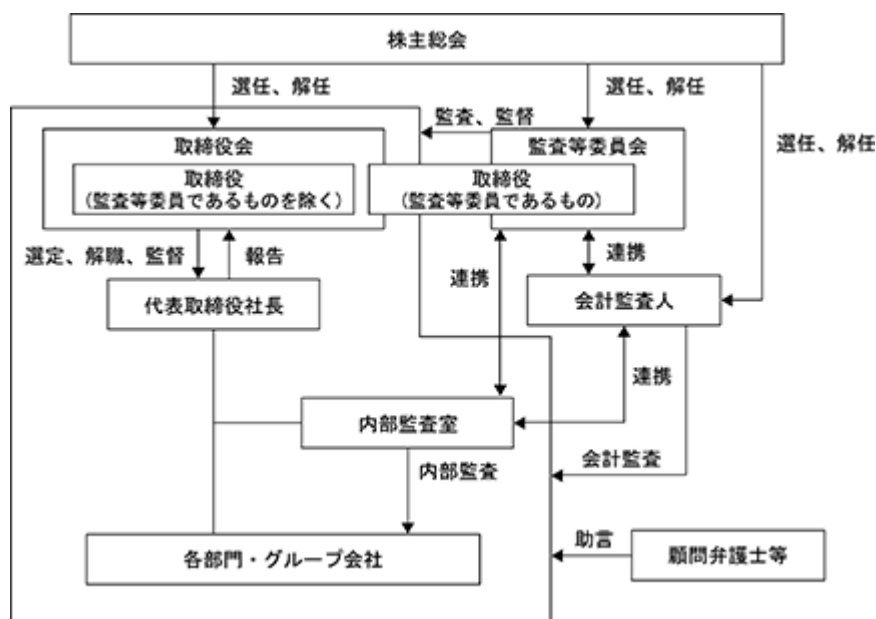 株主総会
選任、解任
選任、解任
選任、解任
監査、監督
取締役会
取締役
(監査等委員であるものを除く)
監査等委員会
取締役
(監査等委員であるもの)
選定、解職、監督
報告
連携
連携
代表取締役社長
会計監査人
連携
内部監査室
内部監査
会計監査
各部門・グループ会社
助言
顧問弁護士等